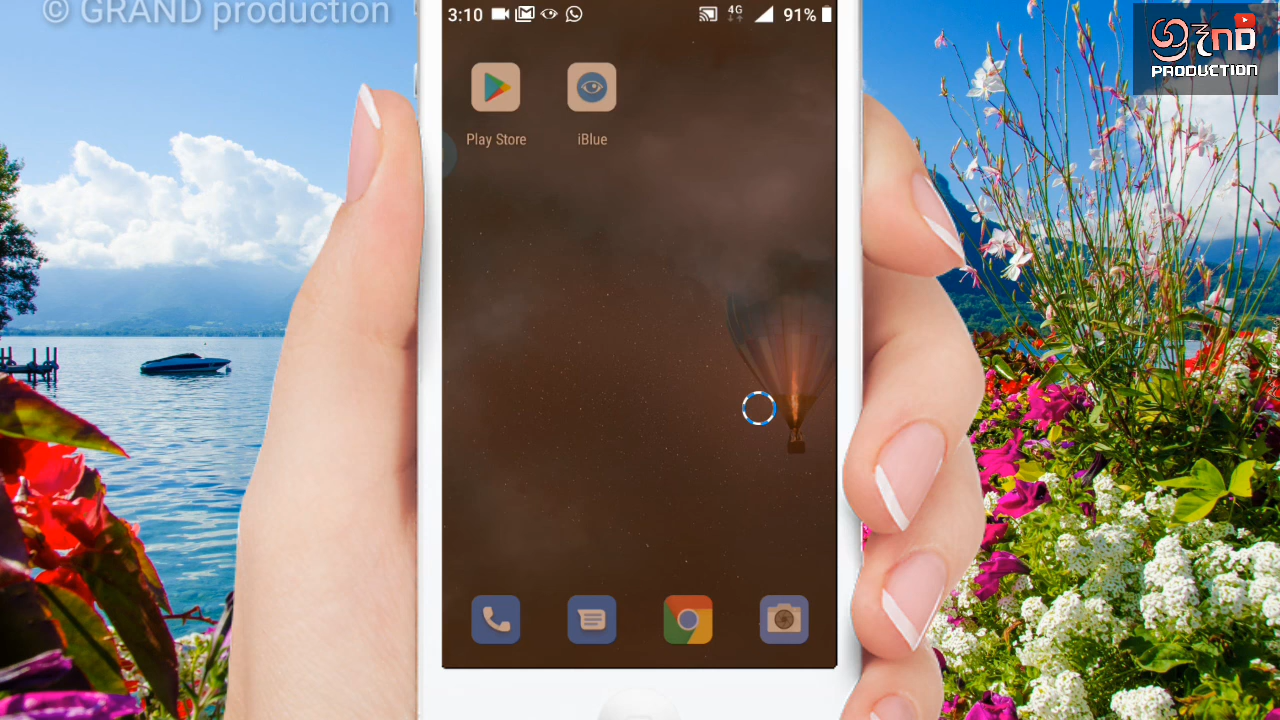 © GRAND production
3:10
4G
91%
PRODUCTION
Play Store
iBlue